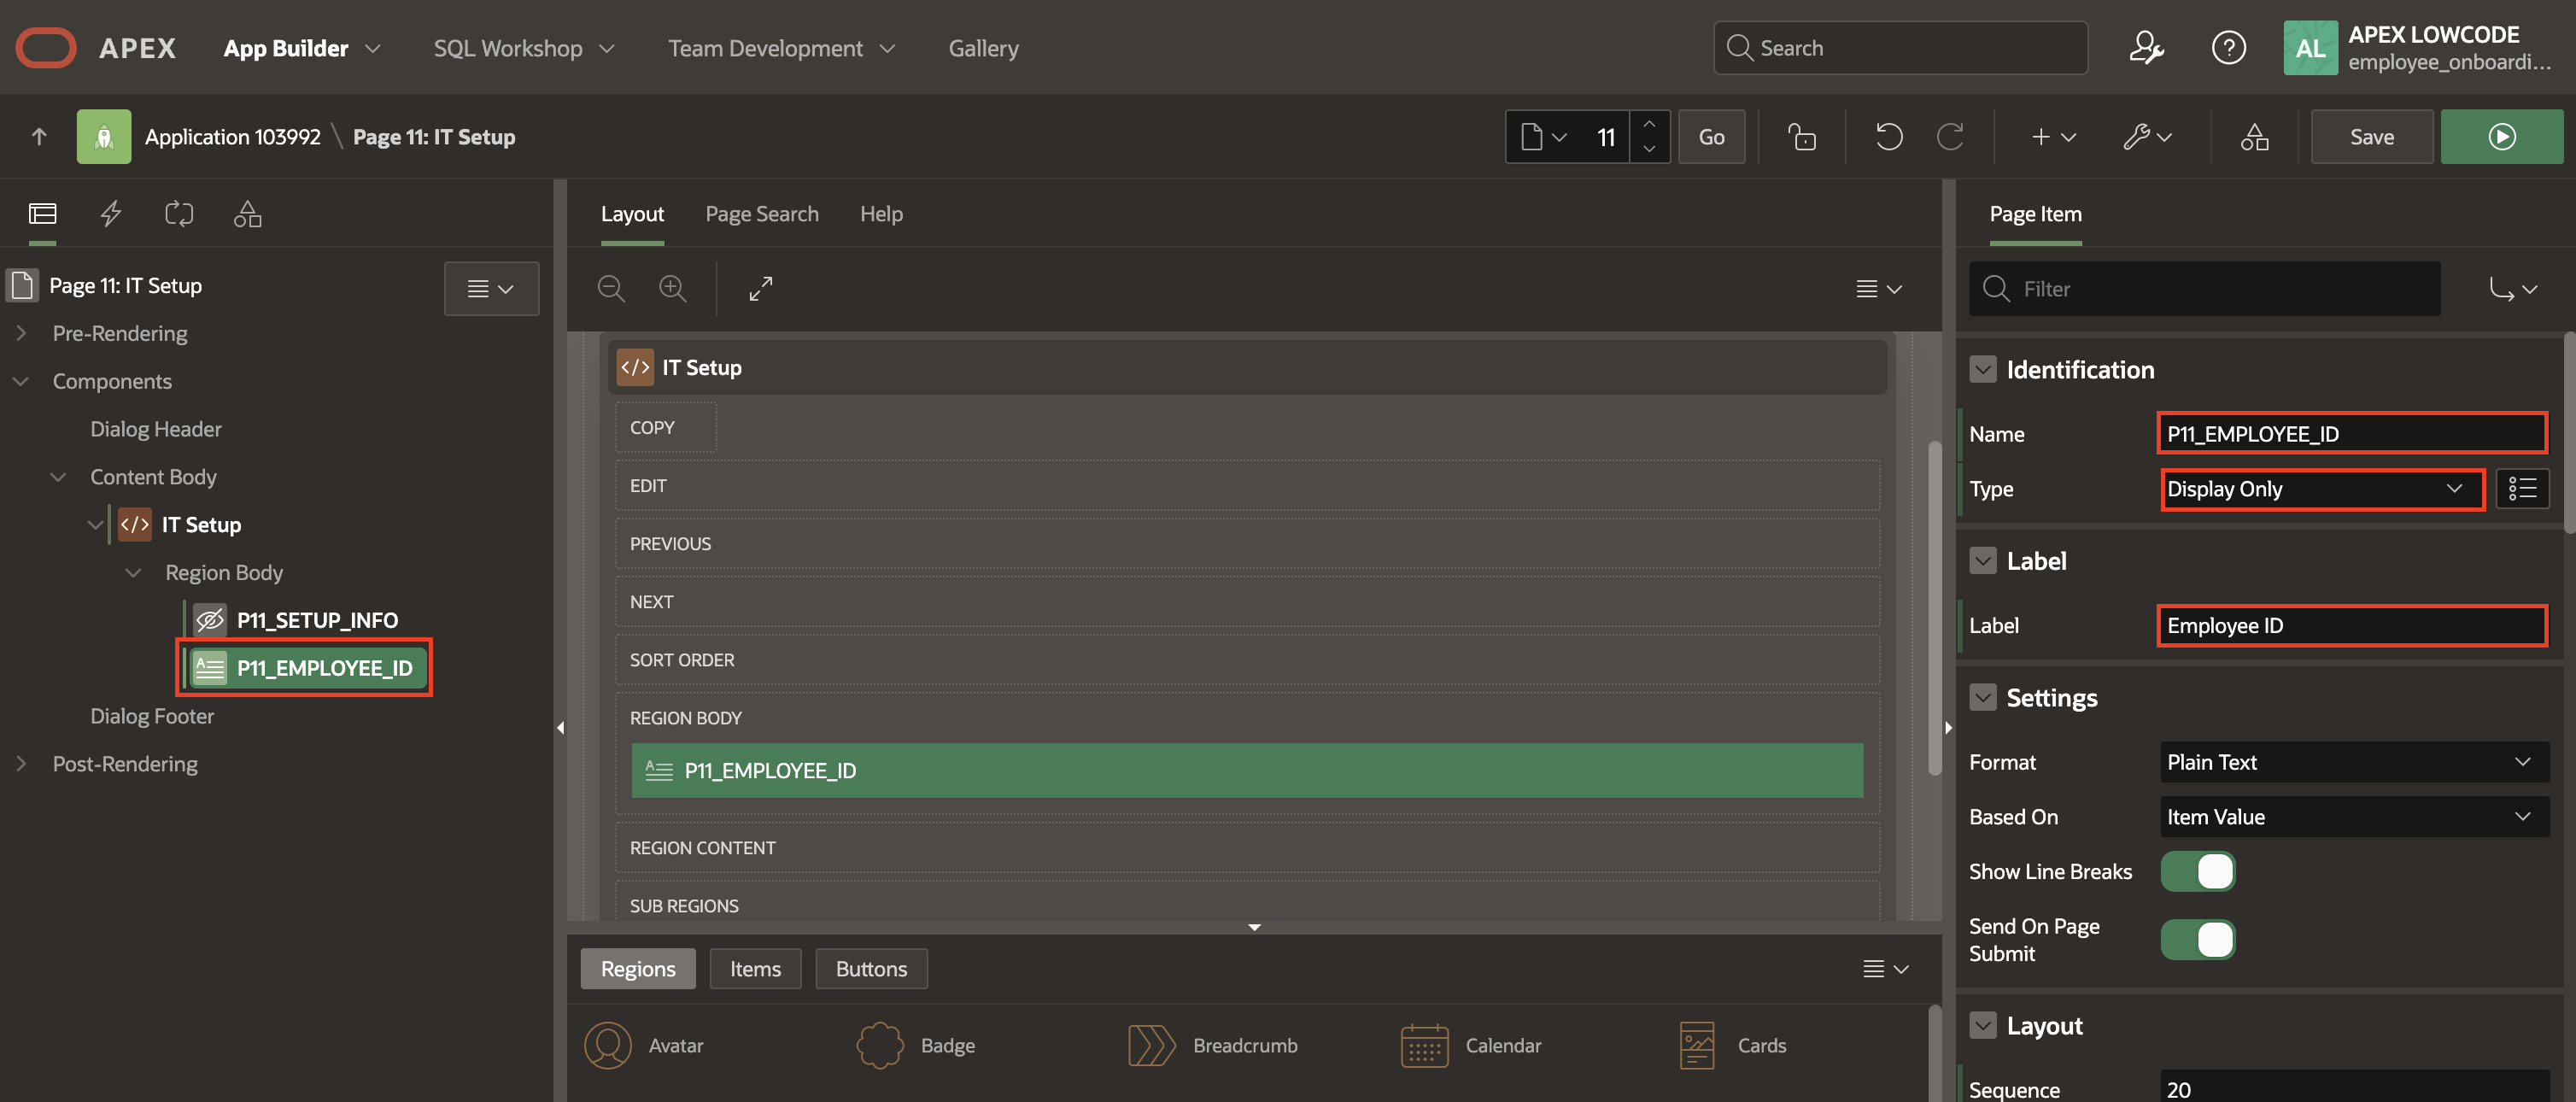 APEX App Builder SQL Workshop Team Development Gallery Search AL APEX LOWCODE
employee_onboardi...
Application 103992 \ Page 11: IT Setup 11 Go Save
Layout Page Search Help Page Item
Page 11: IT Setup
Pre-Rendering
Components
Dialog Header
Content Body
IT Setup
Region Body
P11_SETUP_INFO
P11_EMPLOYEE_ID
Dialog Footer
Post-Rendering
IT Setup
COPY
EDIT
PREVIOUS
NEXT
SORT ORDER
REGION BODY
P11_EMPLOYEE_ID
REGION CONTENT
SUB REGIONS
Regions Items Buttons
Avatar Badge Breadcrumb Calendar Cards
Filter
Identification
Name P11_EMPLOYEE_ID
Type Display Only
Label
Label Employee ID
Settings
Format Plain Text
Based On Item Value
Show Line Breaks
Send On Page
Submit
Layout
Sequence 20